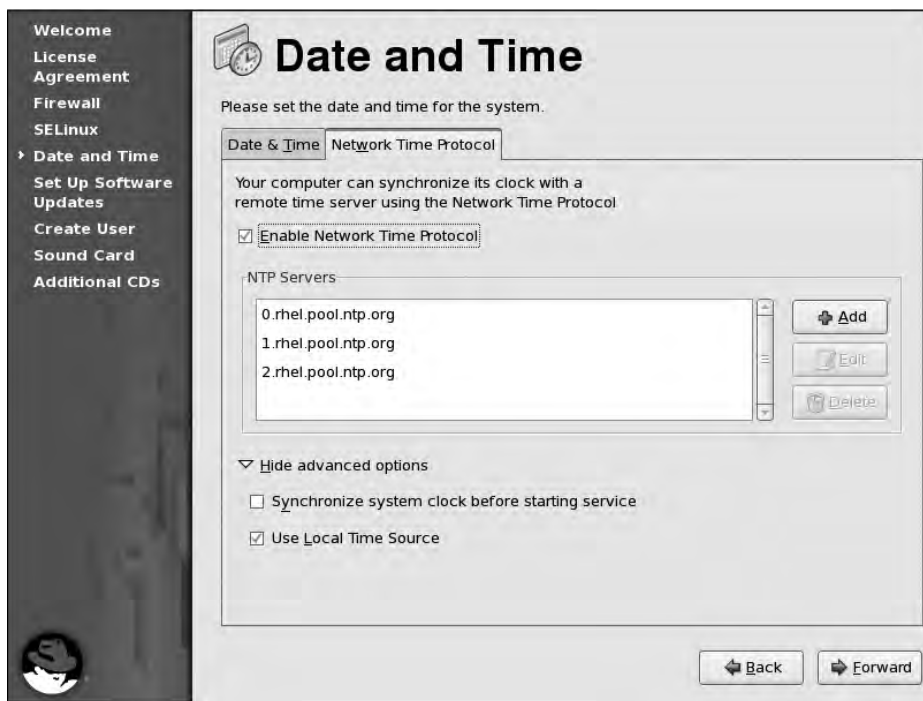 Welcome
License
Agreement
Firewall
SELinux
Date and Time
Set Up Software
Updates
Create User
Sound Card
Additional CDs
Date and Time
Please set the date and time for the system.
Date & Time
Network Time Protocol
Your computer can synchronize its clock with a
remote time server using the Network Time Protocol
Enable Network Time Protocol
NTP Servers
0.rhel.pool.ntp.org
1.rhel.pool.ntp.org
2.rhel.pool.ntp.org
Add
Edit
Delete
Hide advanced options
Synchronize system clock before starting service
Use Local Time Source
Back
Forward